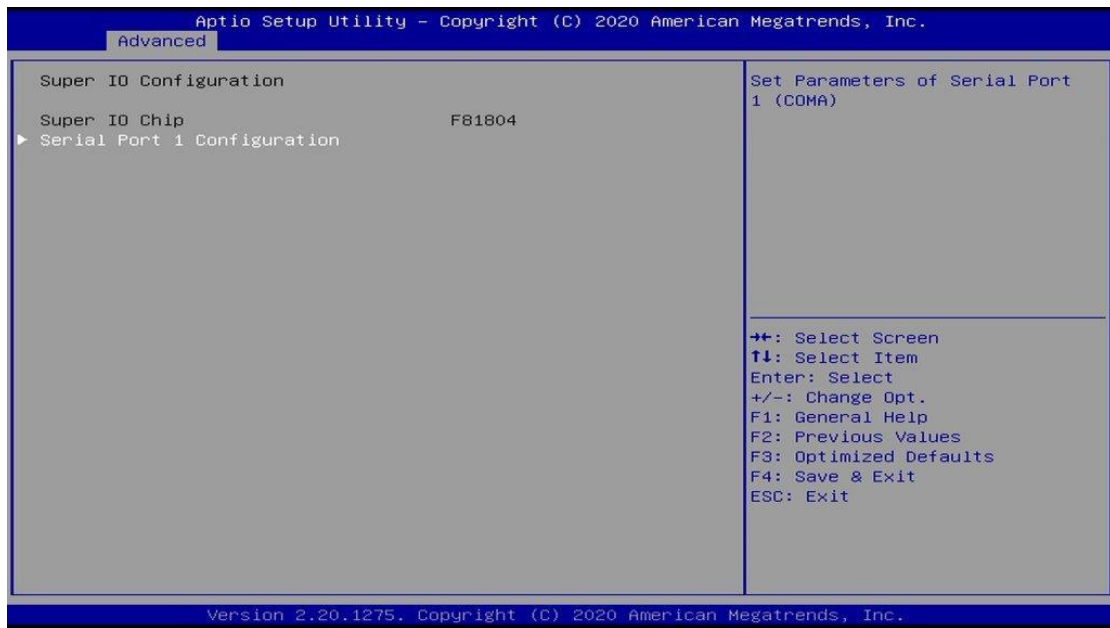 Aptio Setup Utility – Copyright (C) 2020 American Megatrends, Inc.
Advanced
Super IO Configuration
Super IO Chip F81804
► Serial Port 1 Configuration
Set Parameters of Serial Port
1 (COMA)
→←: Select Screen
↑↓: Select Item
Enter: Select
+/-: Change Opt.
F1: General Help
F2: Previous Values
F3: Optimized Defaults
F4: Save & Exit
ESC: Exit
Version 2.20.1275. Copyright (C) 2020 American Megatrends, Inc.